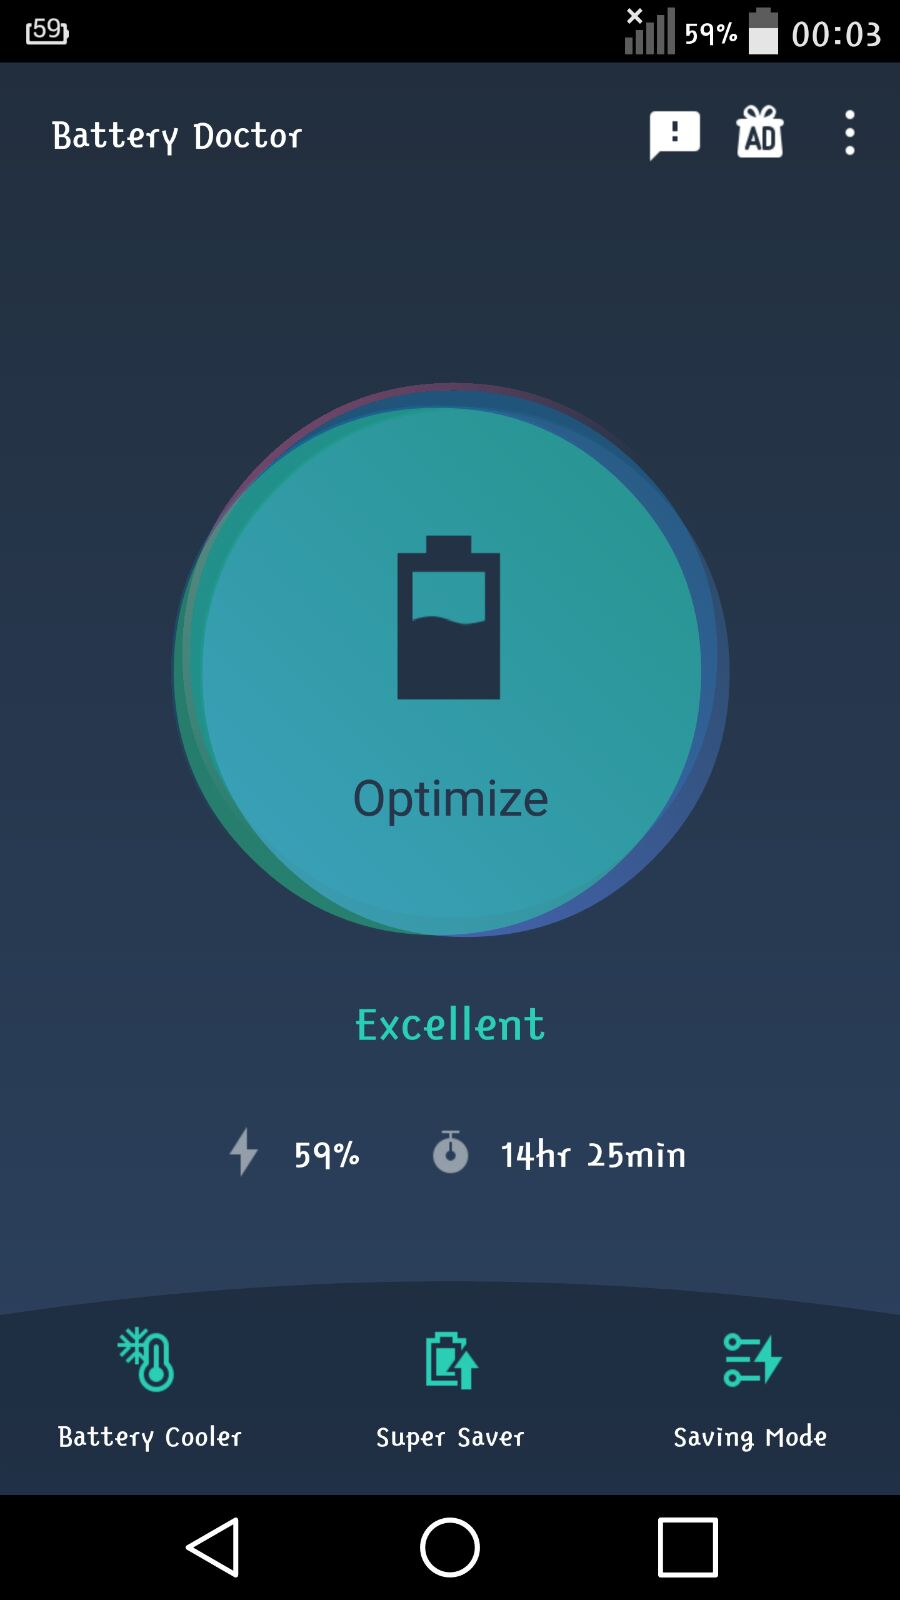 59
59% 00:03
Battery Doctor
! AD
Optimize
Excellent
59% 14hr 25min
Battery Cooler Super Saver Saving Mode